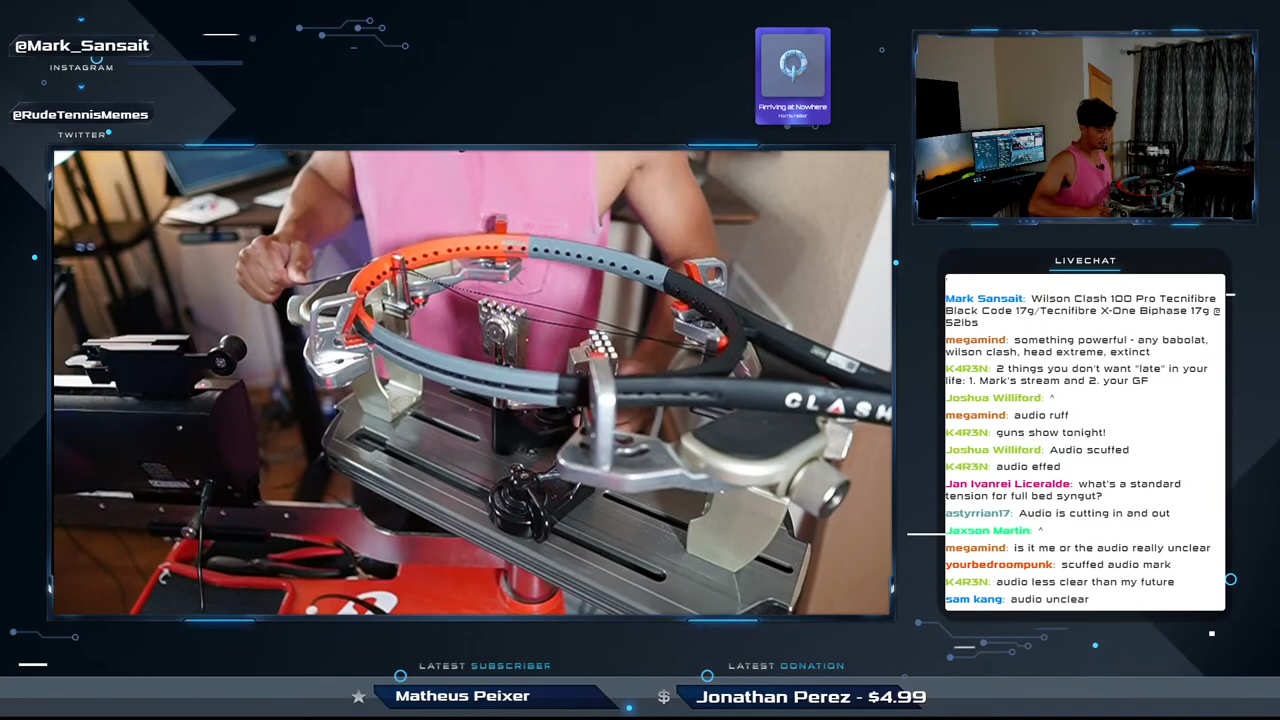 @Mark_Sansait
INSTAGRAM
@RudeTennisMemes
TWITTER
Arriving at Nowhere
CLASH
LIVECHAT
Mark Sansait: Wilson Clash 100 Pro Tecnifibre
Black Code 17g/Tecnifibre X-One Biphase 17g @
52lbs
megamind: something powerful - any babolat,
wilson clash, head extreme, extinct
K4R3N: 2 things you don't want "late" in your
life: 1. Mark's stream and 2. your GF
Joshua Williford: ^
megamind: audio ruff
K4R3N: guns show tonight!
Joshua Williford: Audio scuffed
K4R3N: audio effed
Jan Ivanrei Liceralde: what's a standard
tension for full bed syngut?
astyrrian17: Audio is cutting in and out
Jaxson Martin: ^
megamind: is it me or the audio really unclear
yourbedroompunk: scuffed audio mark
K4R3N: audio less clear than my future
sam kang: audio unclear
LATEST SUBSCRIBER
Matheus Peixer
LATEST DONATION
$ Jonathan Perez - $4.99